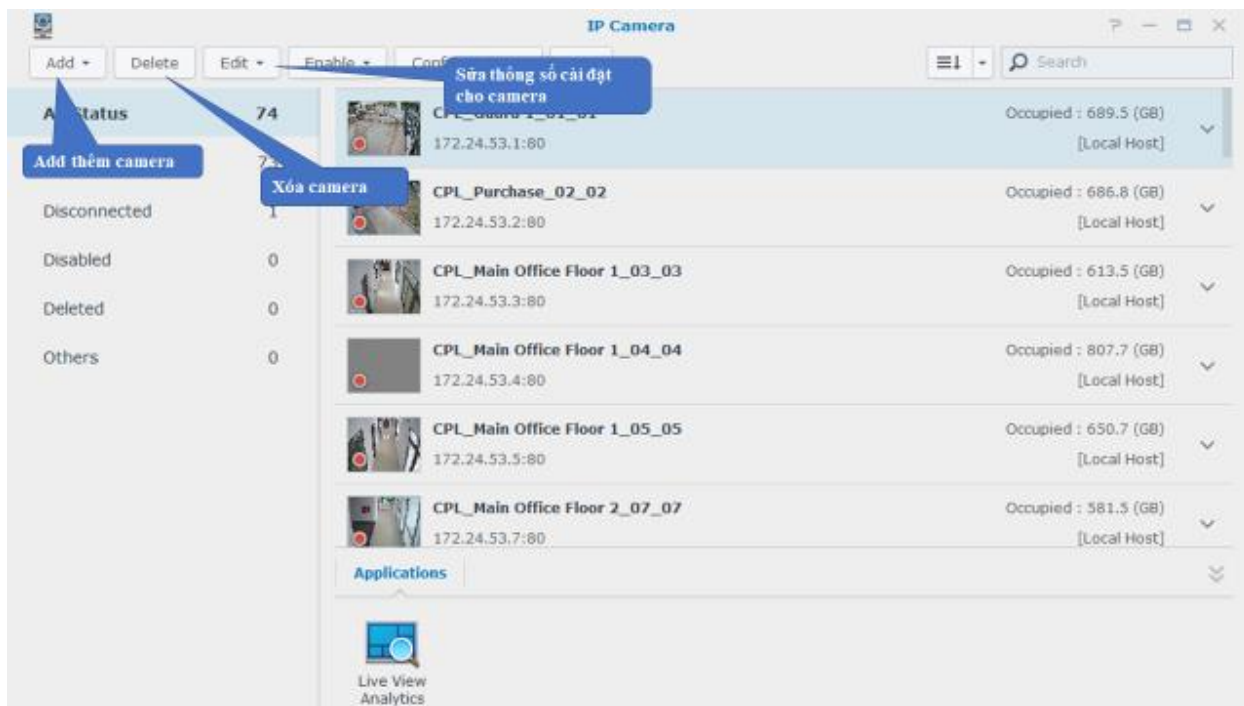 IP Camera
Add
Delete
Edit
Enable
Search
Sửa thông số cài đặt
cho camera
Add thêm camera
Xóa camera
Status
74
Disconnected
1
Disabled
0
Deleted
0
Others
0
172.24.53.1:80
Occupied : 689.5 (GB)
[Local Host]
CPL_Purchase_02_02
172.24.53.2:80
Occupied : 686.8 (GB)
[Local Host]
CPL_Main Office Floor 1_03_03
172.24.53.3:80
Occupied : 613.5 (GB)
[Local Host]
CPL_Main Office Floor 1_04_04
172.24.53.4:80
Occupied : 807.7 (GB)
[Local Host]
CPL_Main Office Floor 1_05_05
172.24.53.5:80
Occupied : 650.7 (GB)
[Local Host]
CPL_Main Office Floor 2_07_07
172.24.53.7:80
Occupied : 581.5 (GB)
[Local Host]
Applications
Live View
Analytics